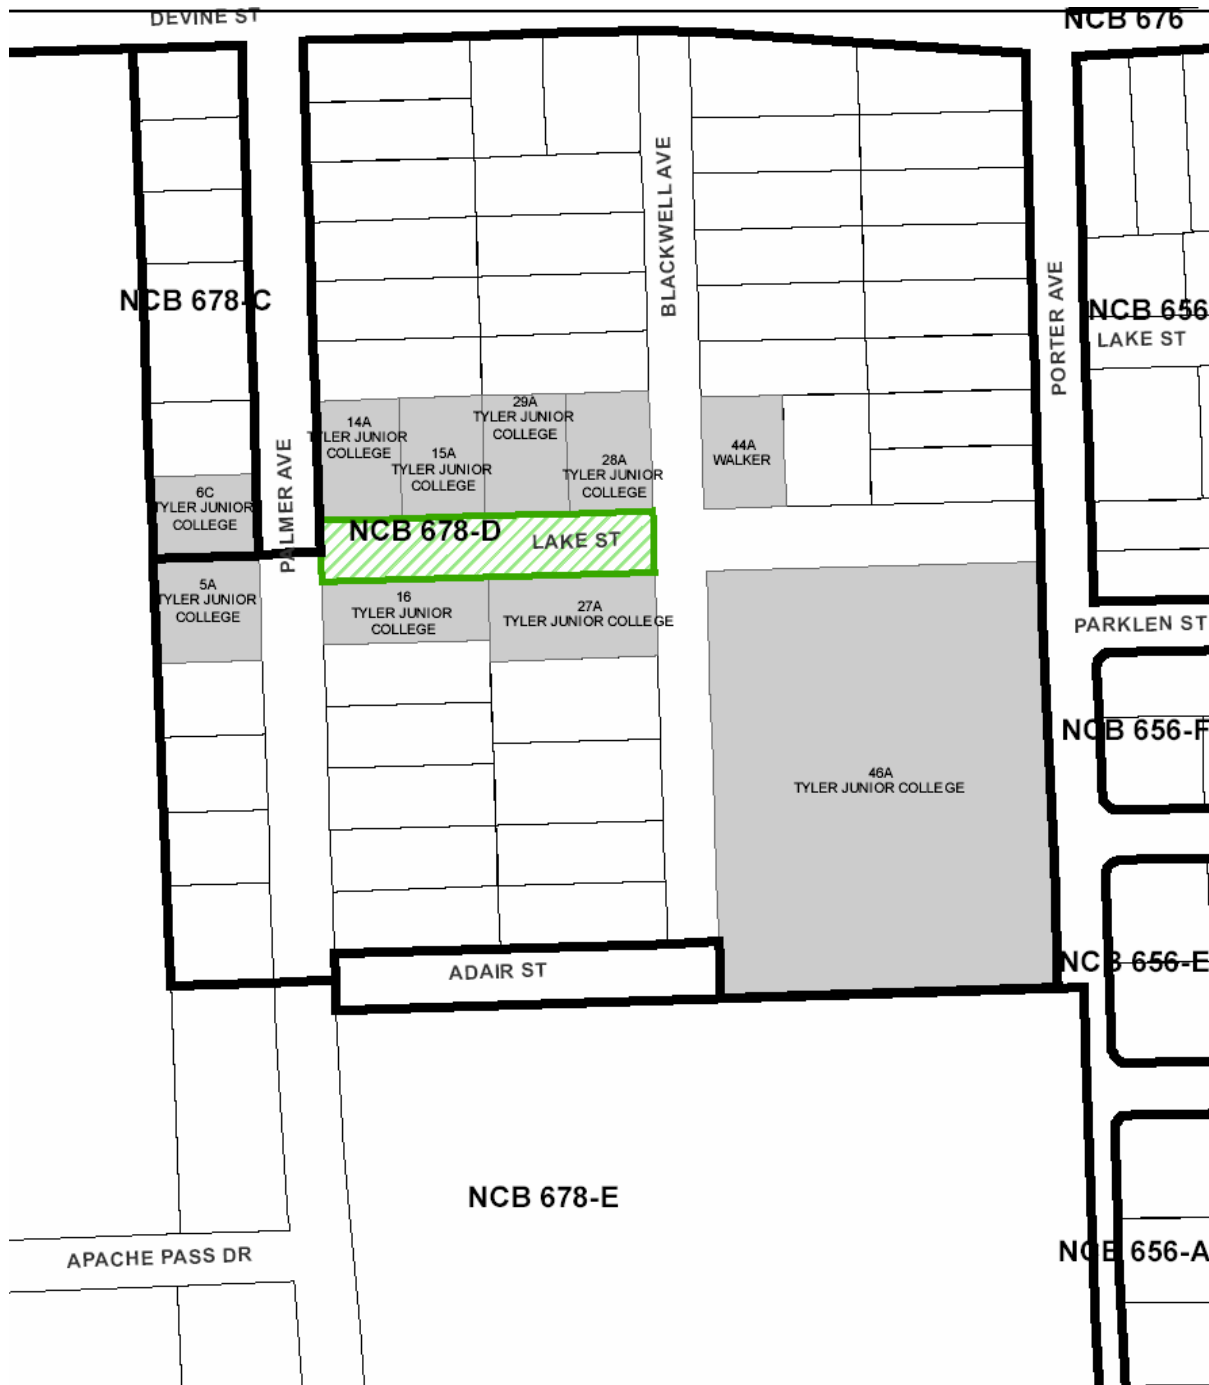 DEVINE ST
NCB 676
BLACKWELL AVE
PORTER AVE
NCB 678-C
NCB 656
LAKE ST
14A
TYLER JUNIOR
COLLEGE
29A
TYLER JUNIOR
COLLEGE
15A
TYLER JUNIOR
COLLEGE
28A
TYLER JUNIOR
COLLEGE
44A
WALKER
6C
TYLER JUNIOR
COLLEGE
PALMER AVE
NCB 678-D
LAKE ST
5A
TYLER JUNIOR
COLLEGE
16
TYLER JUNIOR
COLLEGE
27A
TYLER JUNIOR COLLEGE
PARKLEN ST
NCB 656-F
46A
TYLER JUNIOR COLLEGE
ADAIR ST
NCB 656-E
NCB 678-E
APACHE PASS DR
NCB 656-A